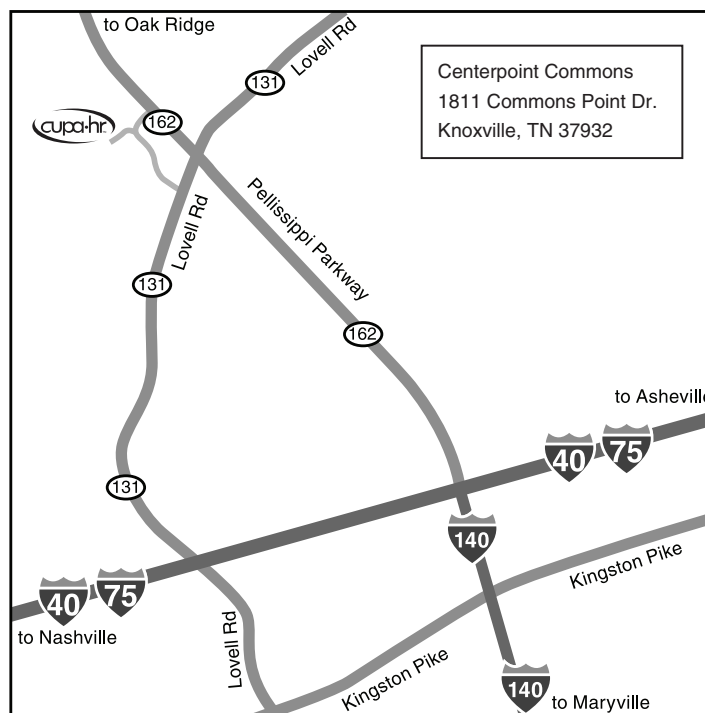 to Oak Ridge
Lovell Rd
131
Centerpoint Commons
1811 Commons Point Dr.
Knoxville, TN 37932
cupa-hr
162
Pellissippi Parkway
Lovell Rd
131
162
to Asheville
40
75
131
140
Kingston Pike
40
75
to Nashville
Lovell Rd
Kingston Pike
140
to Maryville